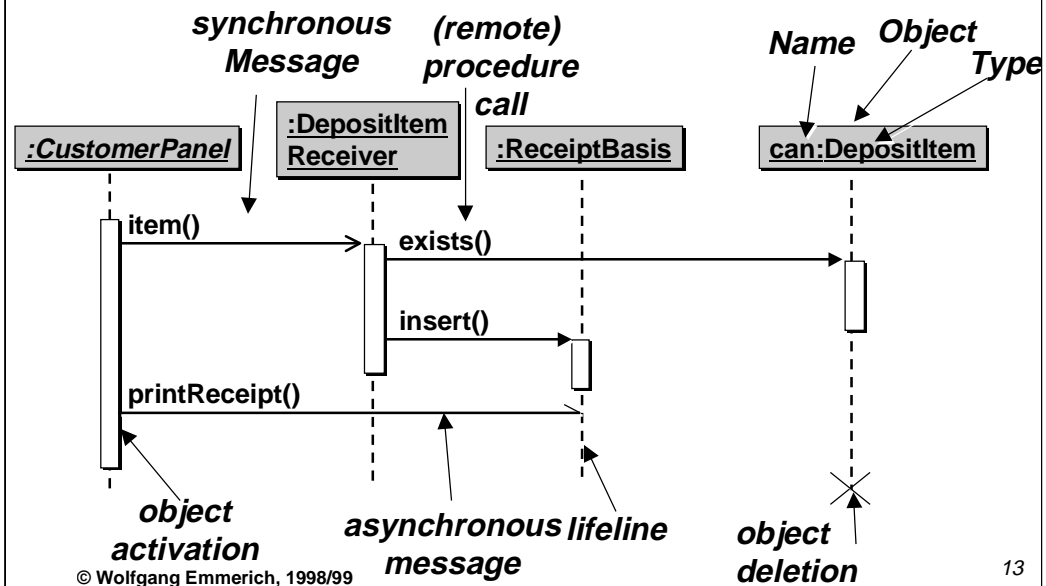 synchronous
Message
(remote)
procedure
call
Name
Object
Type
:CustomerPanel
:DepositItem
Receiver
:ReceiptBasis
can:DepositItem
item()
exists()
insert()
printReceipt()
object
activation
asynchronous
message
lifeline
object
deletion
© Wolfgang Emmerich, 1998/99
13